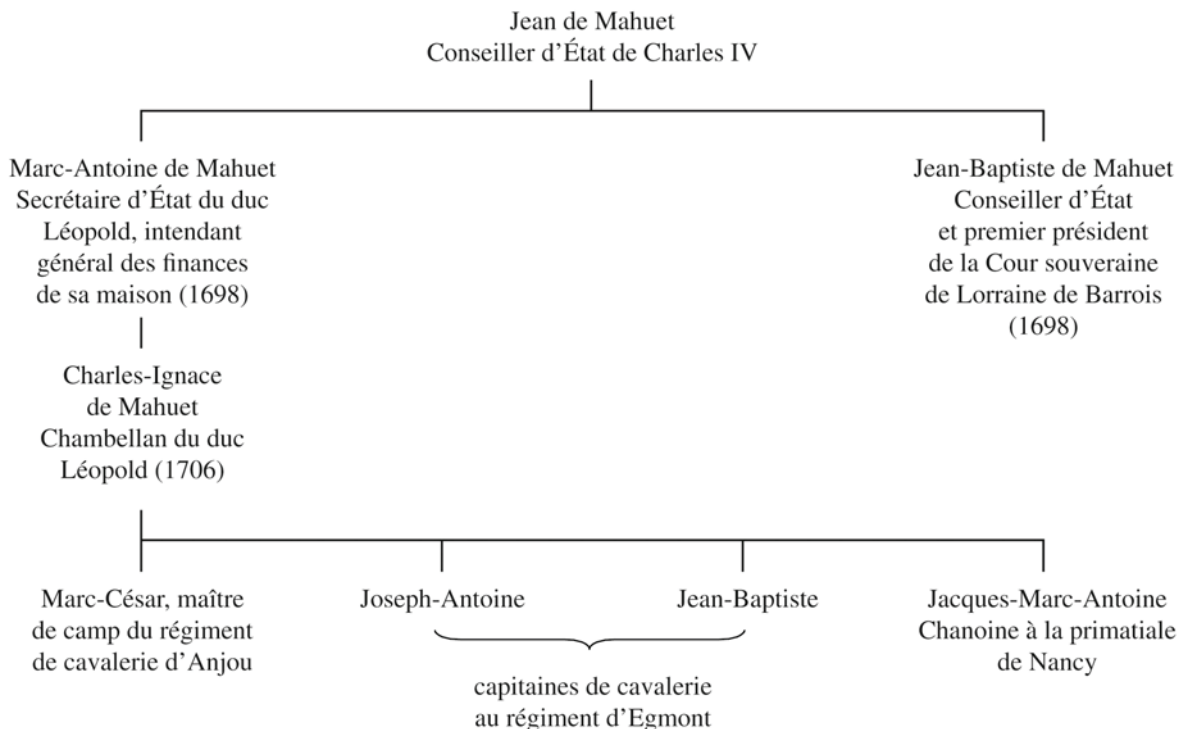 Jean de Mahuet
Conseiller d’État de Charles IV
Marc-Antoine de Mahuet
Secrétaire d’État du duc
Léopold, intendant
général des finances
de sa maison (1698)
Jean-Baptiste de Mahuet
Conseiller d’État
et premier président
de la Cour souveraine
de Lorraine de Barrois
(1698)
Charles-Ignace
de Mahuet
Chambellan du duc
Léopold (1706)
Marc-César, maître
de camp du régiment
de cavalerie d’Anjou
Joseph-Antoine
Jean-Baptiste
capitaines de cavalerie
au régiment d’Egmont
Jacques-Marc-Antoine
Chanoine à la primatiale
de Nancy